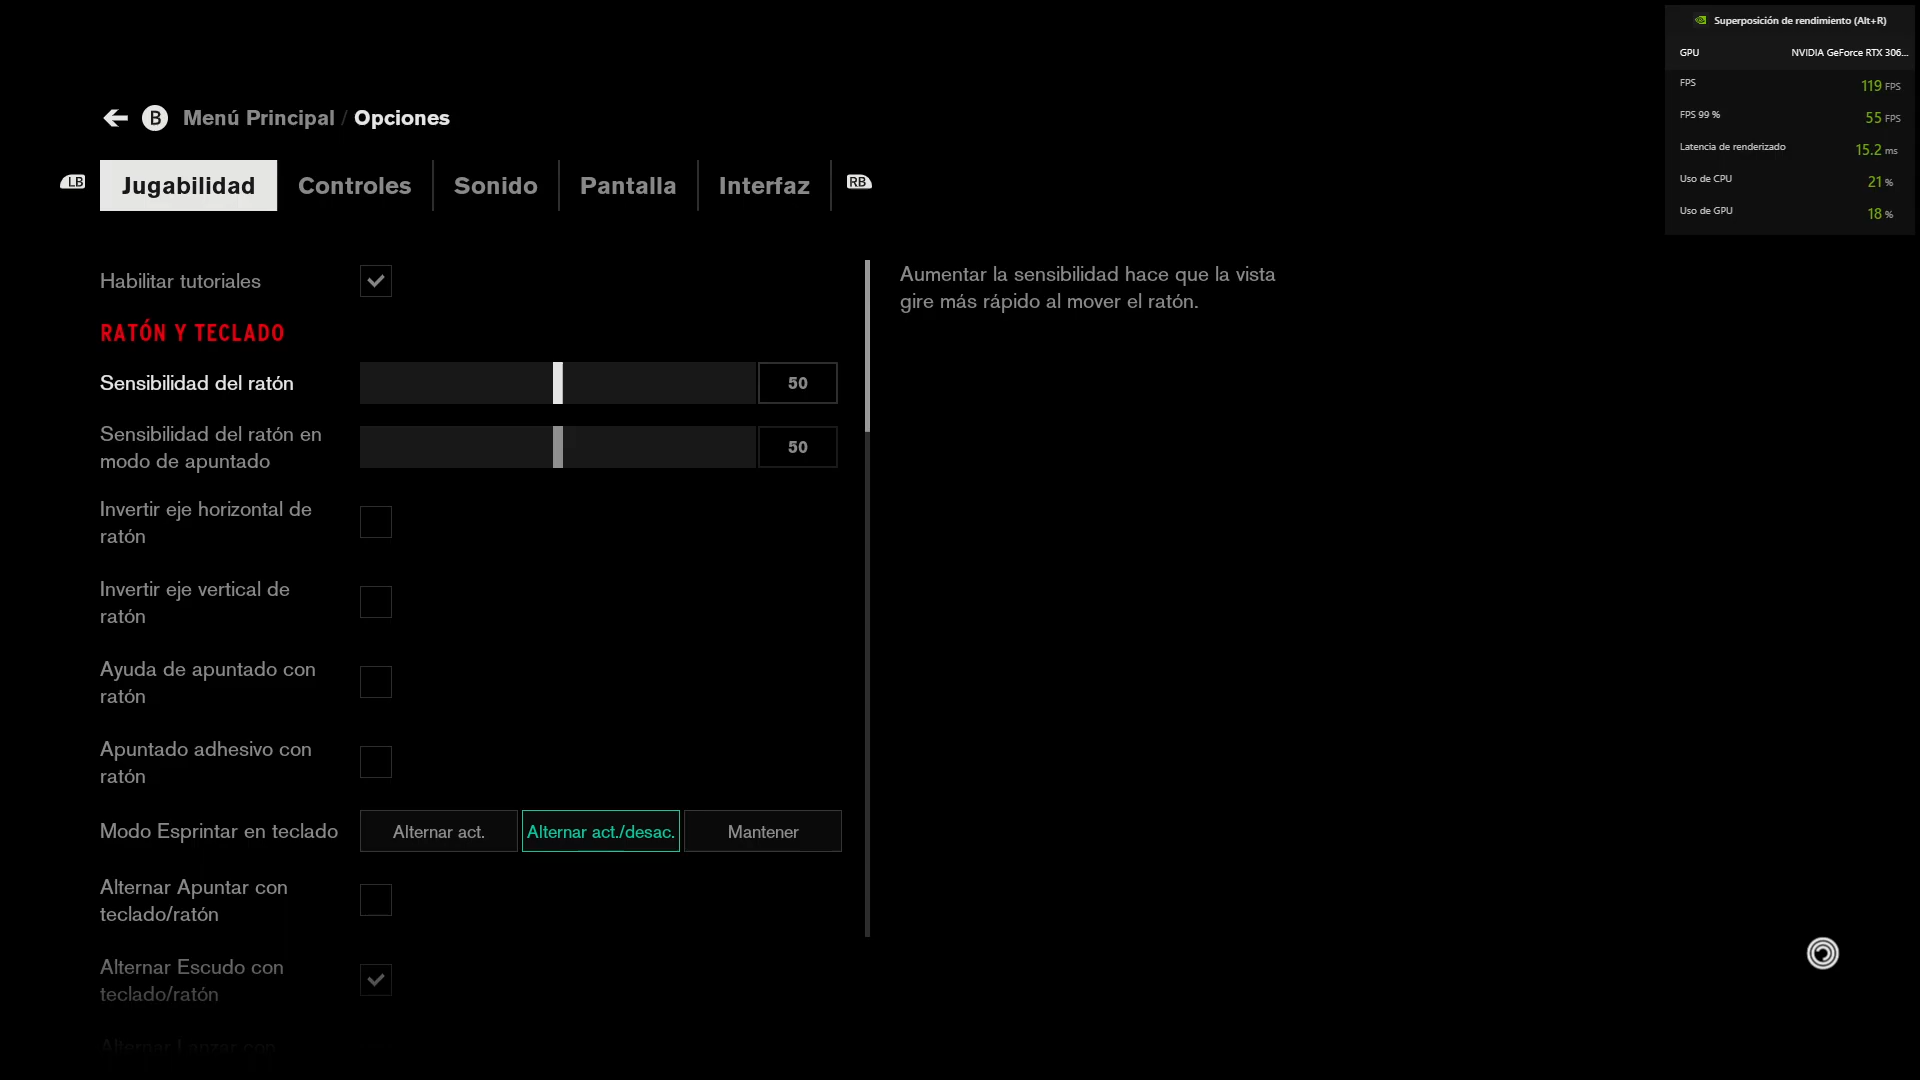 Superposición de rendimiento (Alt+R)
GPU NVIDIA GeForce RTX 306...
FPS 119 FPS
FPS 99 % 55 FPS
Latencia de renderizado 15.2 ms
Uso de CPU 21 %
Uso de GPU 18 %
B Menú Principal / Opciones
LB Jugabilidad Controles Sonido Pantalla Interfaz RB
Habilitar tutoriales
RATÓN Y TECLADO
Sensibilidad del ratón 50
Sensibilidad del ratón en
modo de apuntado 50
Invertir eje horizontal de
ratón
Invertir eje vertical de
ratón
Ayuda de apuntado con
ratón
Apuntado adhesivo con
ratón
Modo Esprintar en teclado Alternar act. Alternar act./desac. Mantener
Alternar Apuntar con
teclado/ratón
Alternar Escudo con
teclado/ratón
Alternar Lanzar con
Aumentar la sensibilidad hace que la vista
gire más rápido al mover el ratón.